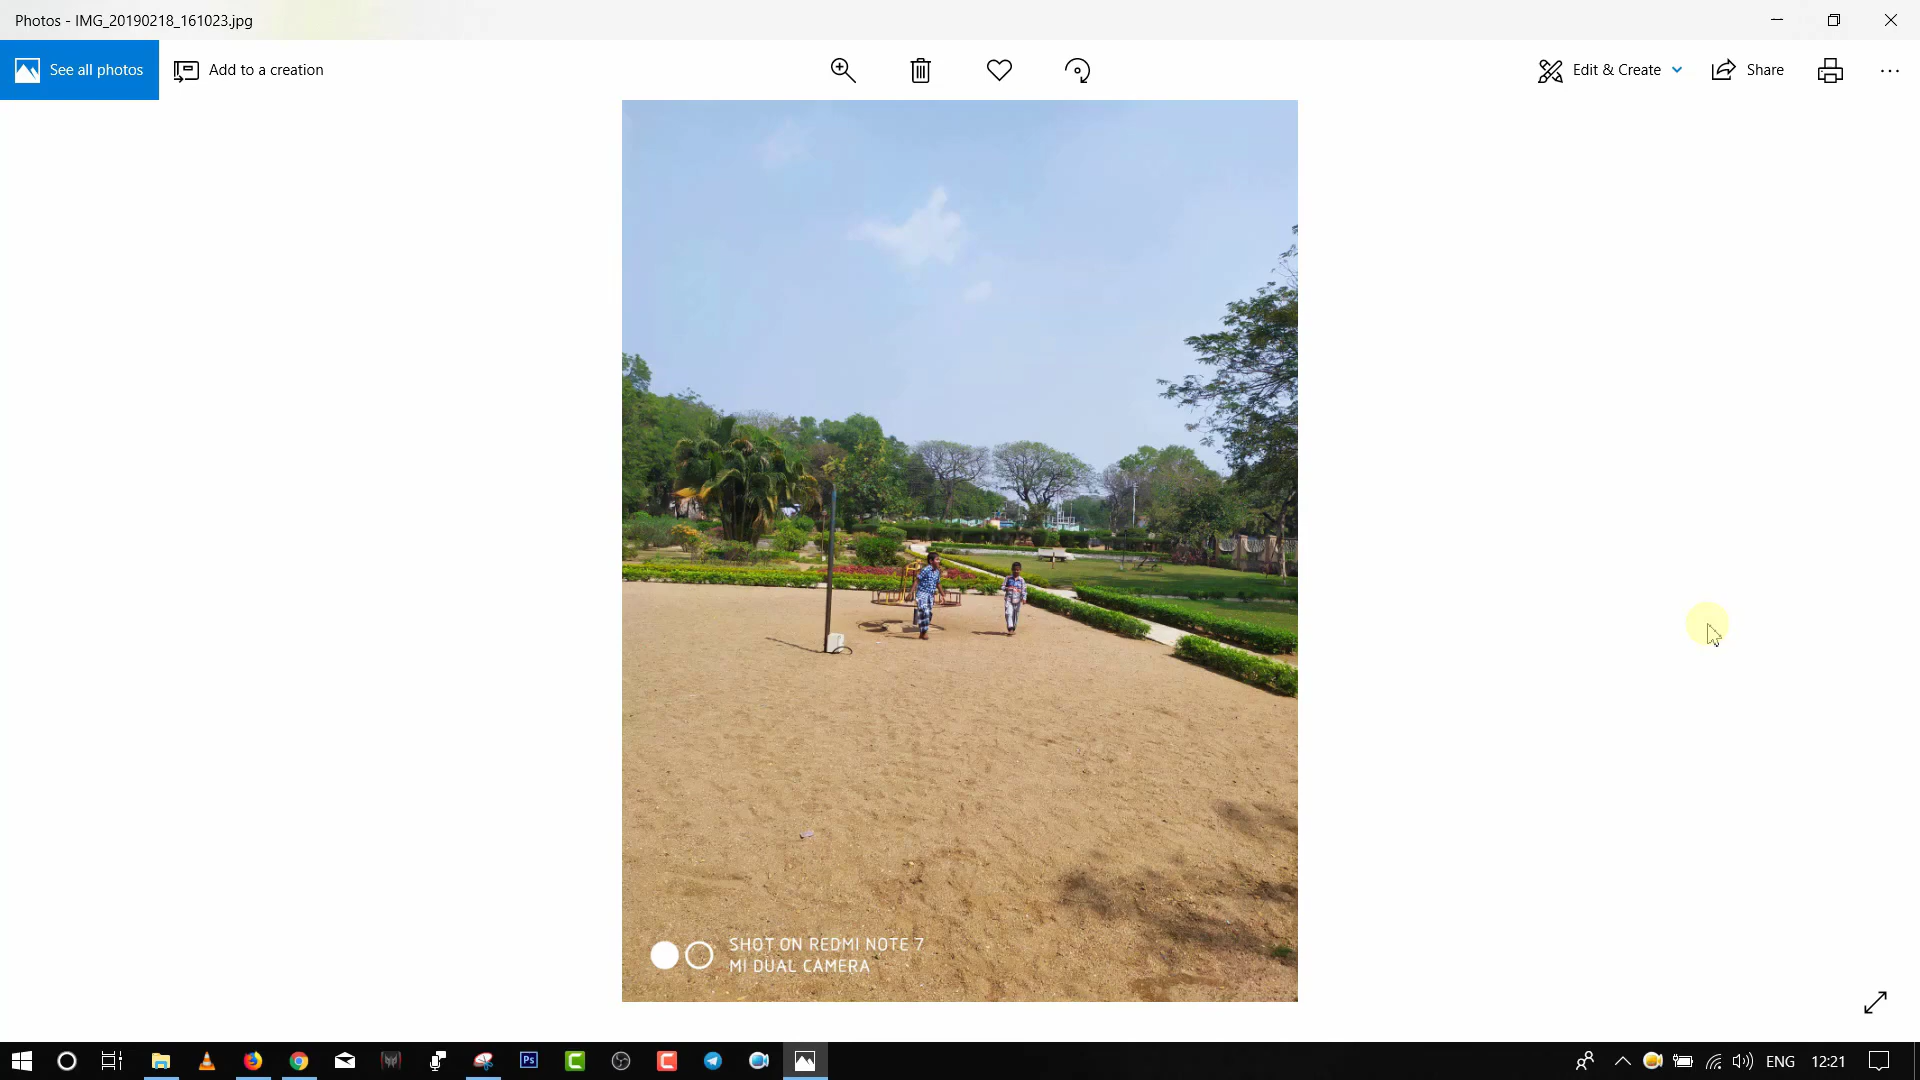 Photos - IMG_20190218_161023.jpg
See all photos
Add to a creation
Edit & Create
Share
SHOT ON REDMI NOTE 7
MI DUAL CAMERA
Ps
ENG
12:21